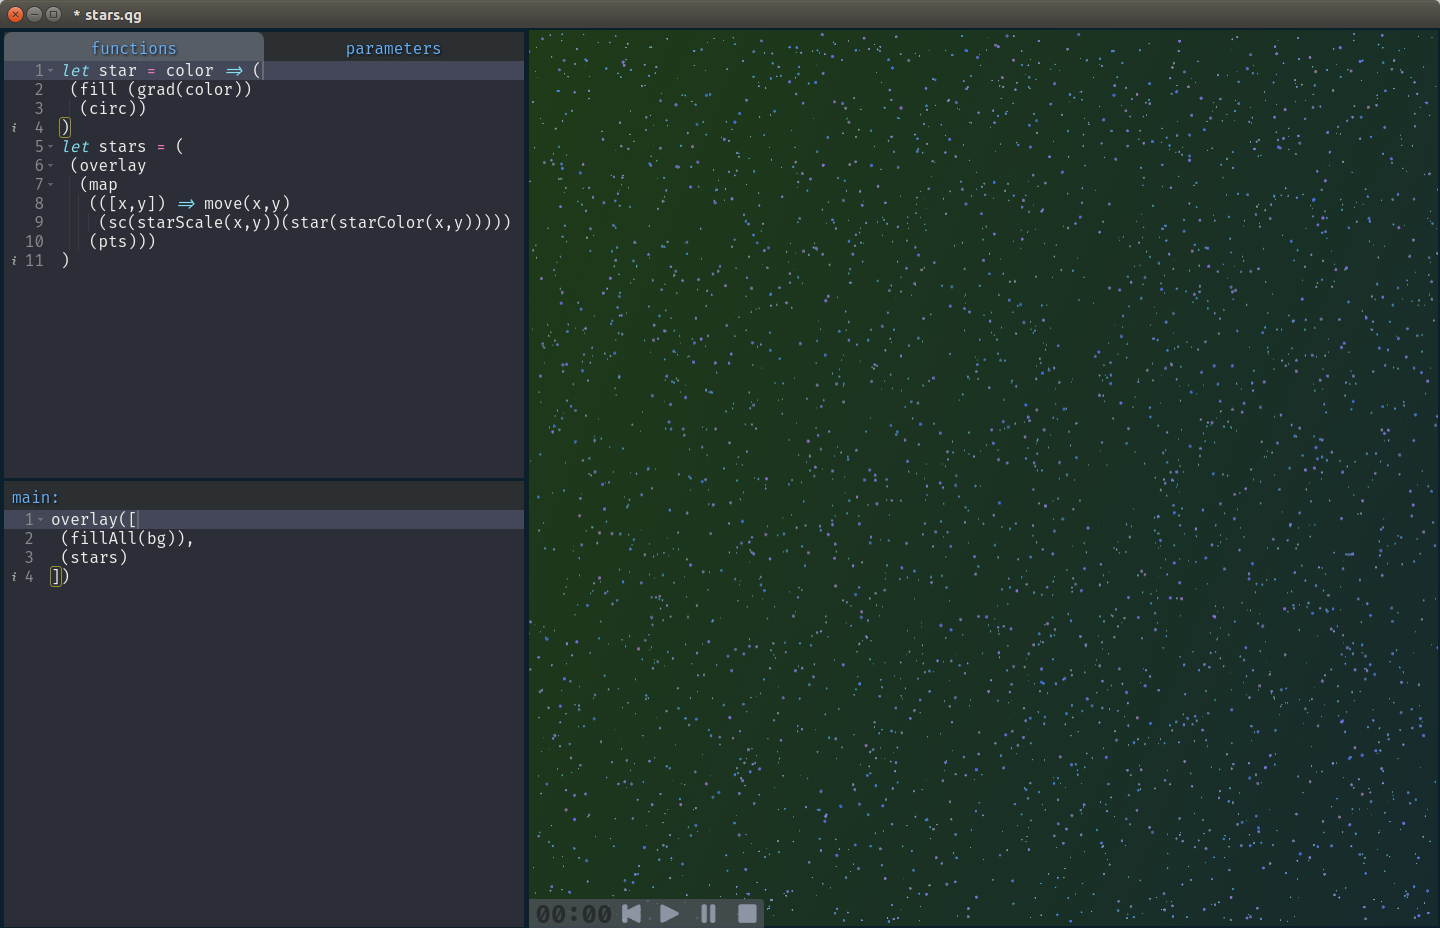 * stars.qg
functions parameters
1 let star = color => (
2 (fill (grad(color))
3 (circ))
i 4 )
5 let stars = (
6 (overlay
7 (map
8 (([x,y]) => move(x,y)
9 (sc(starScale(x,y))(star(starColor(x,y)))))
10 (pts)))
i 11 )
main:
1 overlay([
2 (fillAll(bg)),
3 (stars)
i 4 ])
00:00